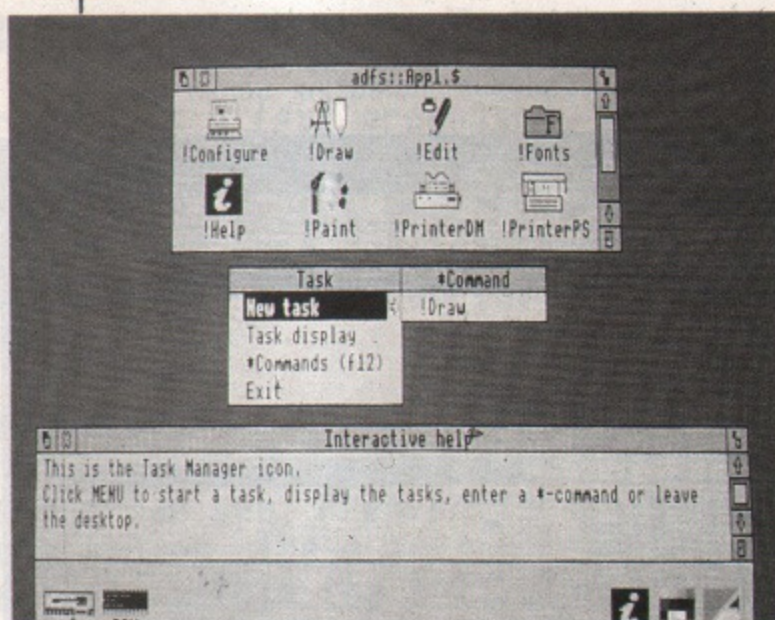 adfs::App1.$
!Configure !Draw !Edit !Fonts
!Help !Paint !PrinterDM !PrinterPS
Task *Command
New task !Draw
Task display
*Commands (f12)
Exit
Interactive help
This is the Task Manager icon.
Click MENU to start a task, display the tasks, enter a *-command or leave
the desktop.